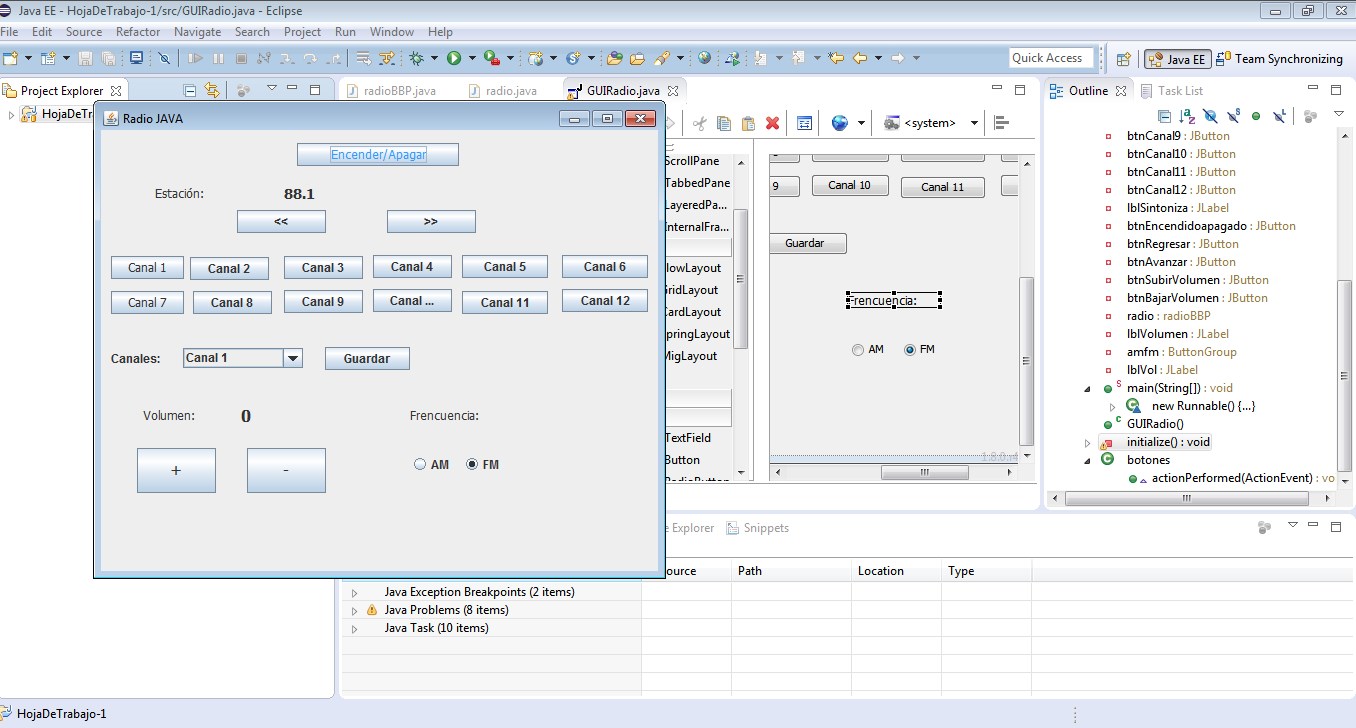 Java EE - HojaDeTrabajo-1/src/GUIRadio.java - Eclipse
File Edit Source Refactor Navigate Search Project Run Window Help
Quick Access
Java EE
Team Synchronizing
Project Explorer
HojaDeTr
radioBBP.java
radio.java
GUIRadio.java
<system>
Radio JAVA
Encender/Apagar
Estación: 88.1
<< >>
Canal 1 Canal 2 Canal 3 Canal 4 Canal 5 Canal 6
Canal 7 Canal 8 Canal 9 Canal ... Canal 11 Canal 12
Canales: Canal 1 Guardar
Volumen: 0 Frencuencia:
+ - AM FM
ScrollPane
TabbedPane
LayeredPa...
InternalFra...
lowLayout
GridLayout
CardLayout
SpringLayout
MigLayout
TextField
Button
RadioButton
9 Canal 10 Canal 11
Guardar
Frencuencia:
AM FM
1.8.0.r4
Outline Task List
btnCanal9 : JButton
btnCanal10 : JButton
btnCanal11 : JButton
btnCanal12 : JButton
lblSintoniza : JLabel
btnEncendidoapagado : JButton
btnRegresar : JButton
btnAvanzar : JButton
btnSubirVolumen : JButton
btnBajarVolumen : JButton
radio : radioBBP
lblVolumen : JLabel
amfm : ButtonGroup
lblVol : JLabel
main(String[]) : void
new Runnable() {...}
GUIRadio()
initialize() : void
botones
actionPerformed(ActionEvent) : vo
e Explorer Snippets
ource Path Location Type
Java Exception Breakpoints (2 items)
Java Problems (8 items)
Java Task (10 items)
HojaDeTrabajo-1